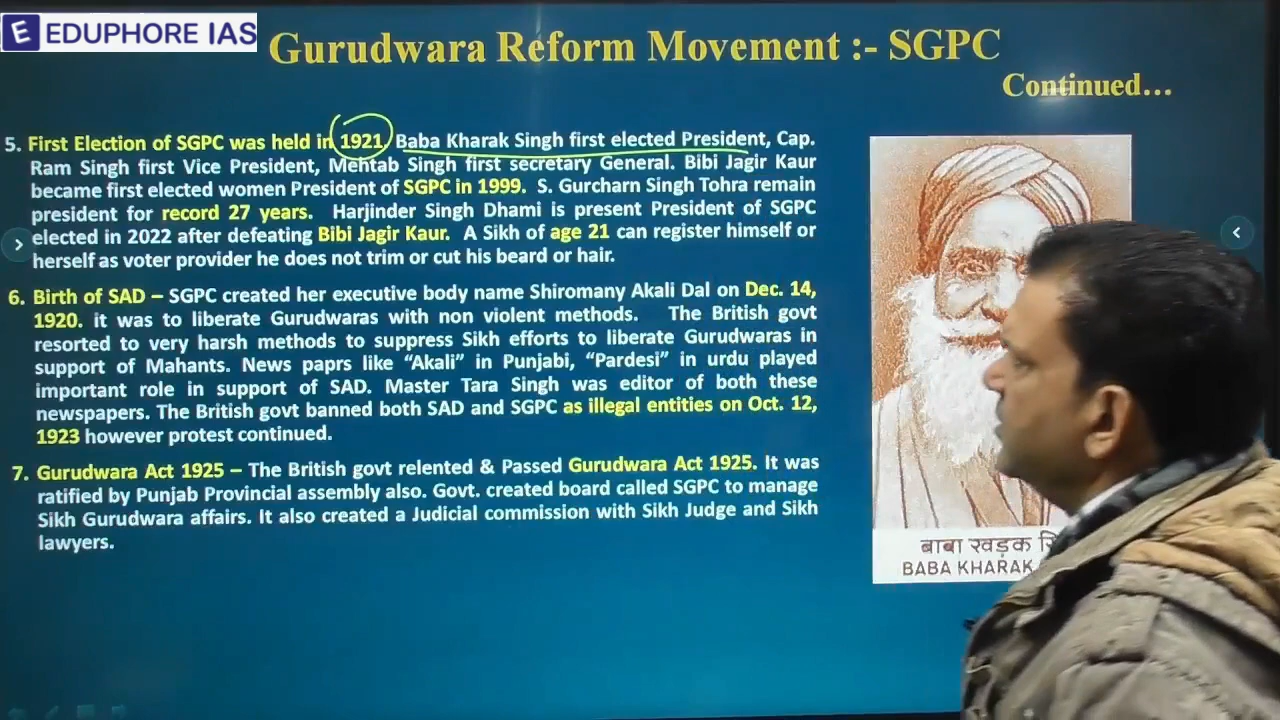 E EDUPHORE IAS
Gurudwara Reform Movement :- SGPC
Continued...
5. First Election of SGPC was held in 1921, Baba Kharak Singh first elected President, Cap.
Ram Singh first Vice President, Mehtab Singh first secretary General. Bibi Jagir Kaur
became first elected women President of SGPC in 1999. S. Gurcharn Singh Tohra remain
president for record 27 years. Harjinder Singh Dhami is present President of SGPC
elected in 2022 after defeating Bibi Jagir Kaur. A Sikh of age 21 can register himself or
herself as voter provider he does not trim or cut his beard or hair.
6. Birth of SAD – SGPC created her executive body name Shiromany Akali Dal on Dec. 14,
1920. it was to liberate Gurudwaras with non violent methods. The British govt
resorted to very harsh methods to suppress Sikh efforts to liberate Gurudwaras in
support of Mahants. News paprs like “Akali” in Punjabi, “Pardesi” in urdu played
important role in support of SAD. Master Tara Singh was editor of both these
newspapers. The British govt banned both SAD and SGPC as illegal entities on Oct. 12,
1923 however protest continued.
7. Gurudwara Act 1925 – The British govt relented & Passed Gurudwara Act 1925. It was
ratified by Punjab Provincial assembly also. Govt. created board called SGPC to manage
Sikh Gurudwara affairs. It also created a Judicial commission with Sikh Judge and Sikh
lawyers.
बाबा खड़क
BABA KHARAK